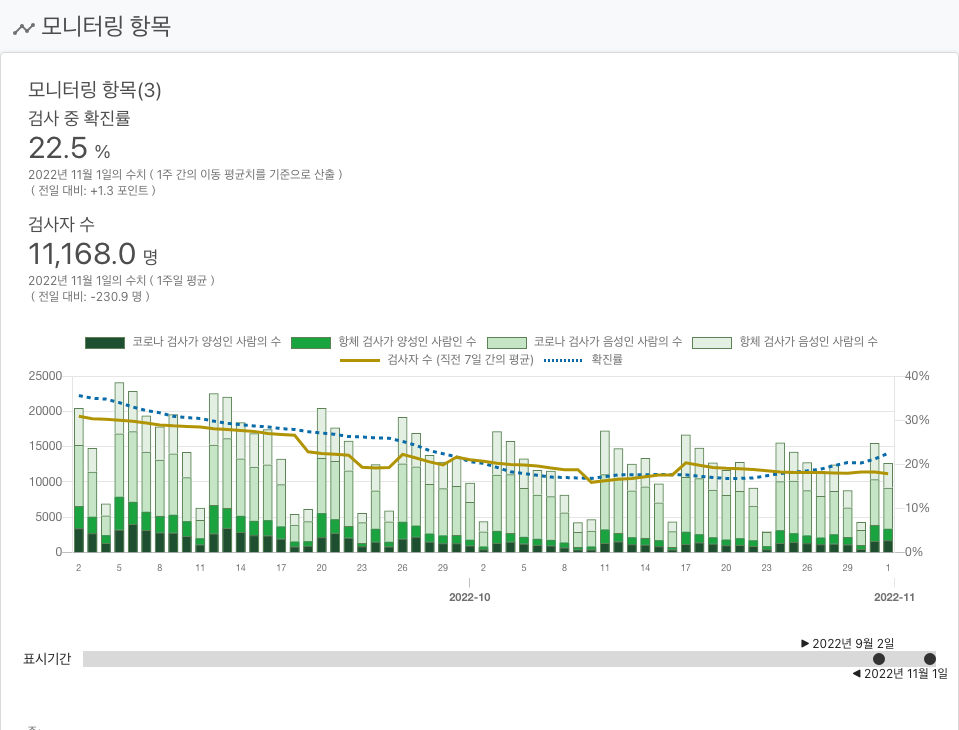 모니터링 항목
모니터링 항목(3)
검사 중 확진률
22.5 %
2022년 11월 1일의 수치 ( 1주 간의 이동 평균치를 기준으로 산출 )
( 전일 대비: +1.3 포인트 )
검사자 수
11,168.0 명
2022년 11월 1일의 수치 ( 1주일 평균 )
( 전일 대비: -230.9 명 )
코로나 검사가 양성인 사람의 수 항체 검사가 양성인 사람인 수 코로나 검사가 음성인 사람의 수 항체 검사가 음성인 사람의 수
검사자 수 (직전 7일 간의 평균) 확진률
25000 40%
20000 30%
15000
20%
10000
5000 10%
0 0%
2 5 8 11 14 17 20 23 26 29 2 5 8 11 14 17 20 23 26 29 1
2022-10 2022-11
▶ 2022년 9월 2일
표시기간
◀ 2022년 11월 1일